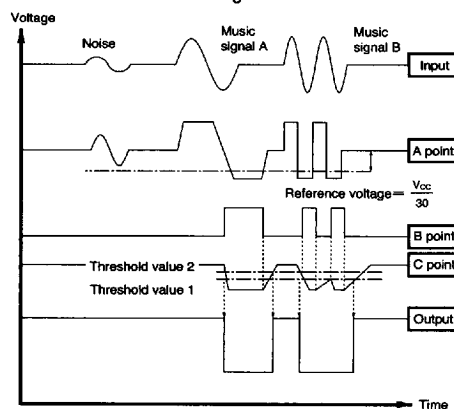 Voltage
Noise
Music
signal A
Music
signal B
Input
A point
Reference voltage = Vcc
30
B point
Threshold value 2
C point
Threshold value 1
Output
Time